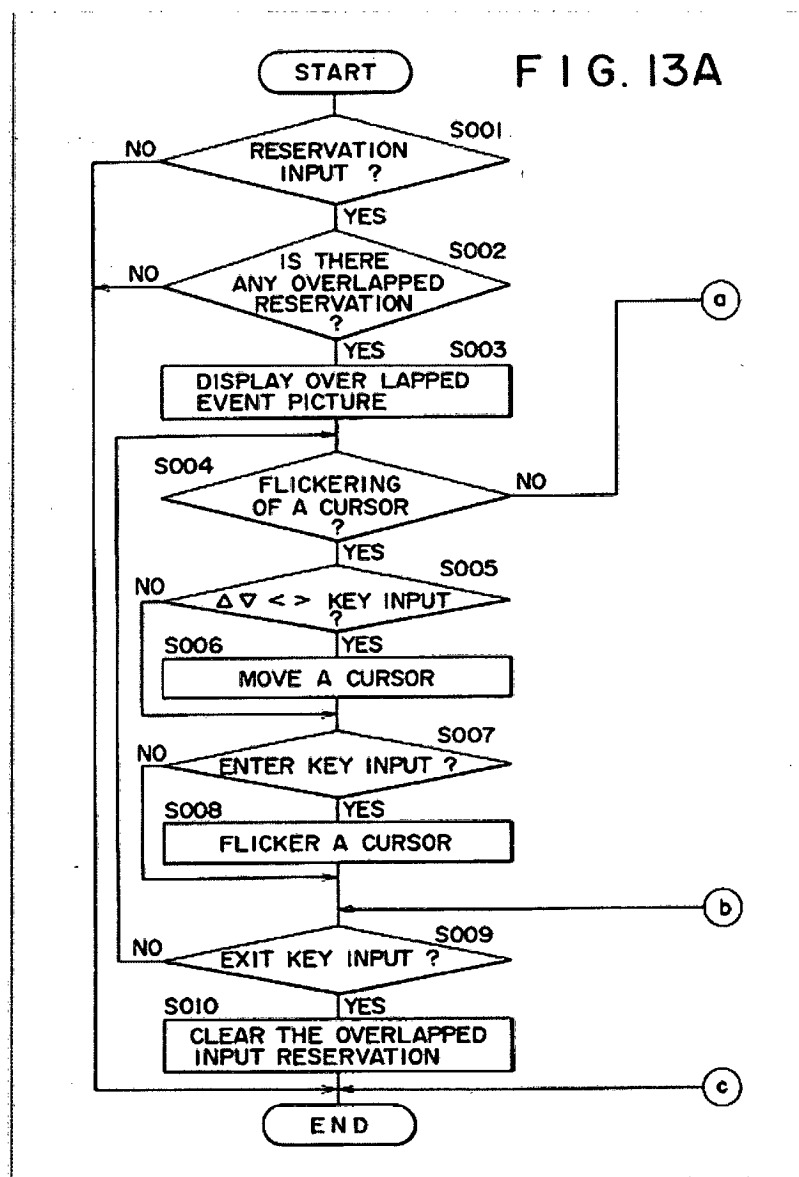 FIG. 13A
START
S001
NO
RESERVATION
INPUT ?
YES
S002
NO
IS THERE
ANY OVERLAPPED
RESERVATION
?
YES
S003
a
DISPLAY OVER LAPPED
EVENT PICTURE
S004
FLICKERING
OF A CURSOR
?
NO
YES
S005
NO
△ ▽ < > KEY INPUT
?
S006
YES
MOVE A CURSOR
S007
NO
ENTER KEY INPUT ?
S008
YES
FLICKER A CURSOR
b
S009
NO
EXIT KEY INPUT ?
S010
YES
CLEAR THE OVERLAPPED
INPUT RESERVATION
c
END